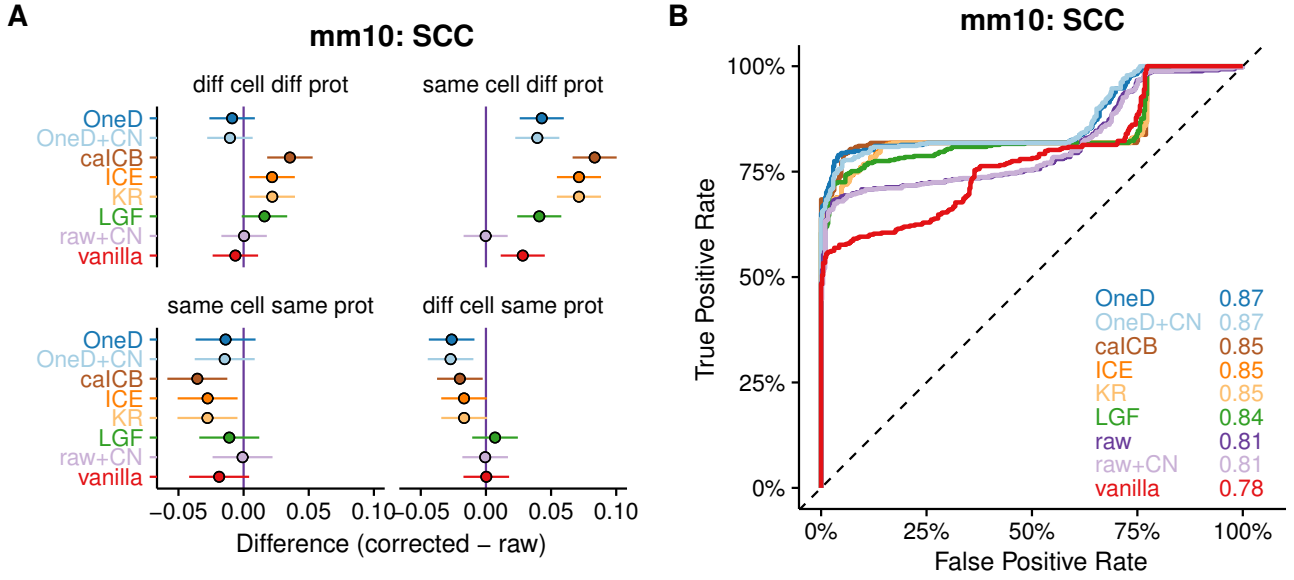 A
mm10: SCC
diff cell diff prot
same cell diff prot
OneD
OneD+CN
caICB
ICE
KR
LGF
raw+CN
vanilla
same cell same prot
diff cell same prot
OneD
OneD+CN
caICB
ICE
KR
LGF
raw+CN
vanilla
−0.05 0.00 0.05 0.10
−0.05 0.00 0.05 0.10
Difference (corrected − raw)
B
mm10: SCC
True Positive Rate
100%
75%
50%
25%
0%
OneD 0.87
OneD+CN 0.87
caICB 0.85
ICE 0.85
KR 0.85
LGF 0.84
raw 0.81
raw+CN 0.81
vanilla 0.78
0% 25% 50% 75% 100%
False Positive Rate